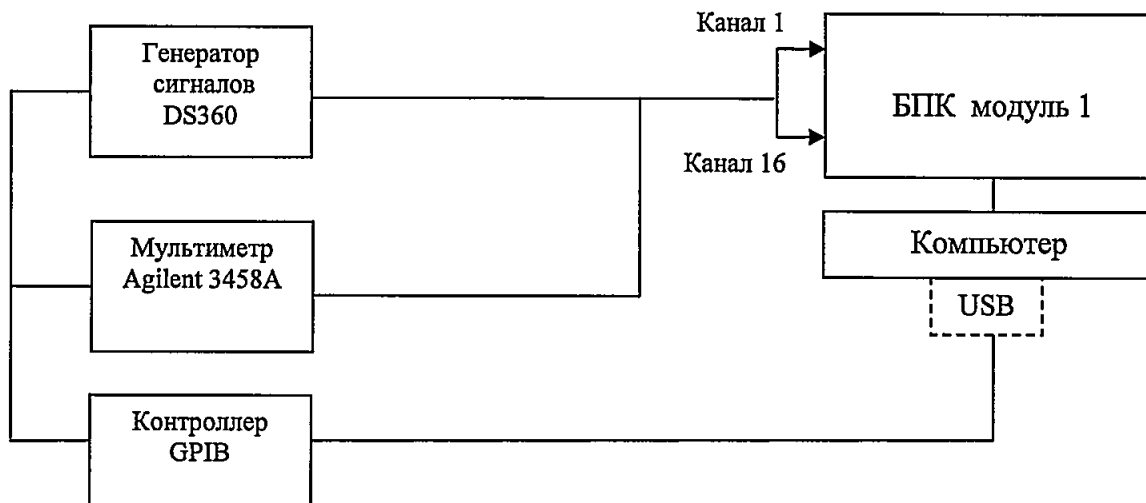 Генератор
сигналов
DS360
Канал 1
Канал 16
БПК модуль 1
Мультиметр
Agilent 3458A
Компьютер
USB
Контроллер
GPIB